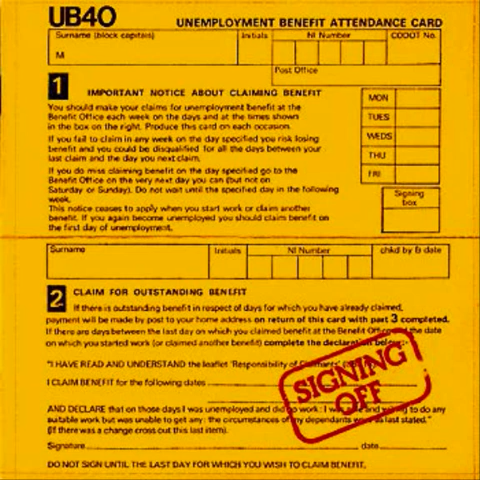 UB40 UNEMPLOYMENT BENEFIT ATTENDANCE CARD
Surname (block capitals) Initials NI Number CODOT No.
M
Post Office
1 IMPORTANT NOTICE ABOUT CLAIMING BENEFIT
You should make your claims for unemployment benefit at the
Benefit Office each week on the days and at the times shown
in the box on the right. Produce this card on each occasion.
If you fail to claim in any week on the day specified you risk losing
benefit and you could be disqualified for all the days between your
last claim and the day you next claim.
If you do miss claiming benefit on the day specified go to the
Benefit Office on the very next day you can (but not on
Saturday or Sunday). Do not wait until the specified day in the following
week.
This notice ceases to apply when you start work or claim another
benefit. If you again become unemployed you should claim benefit on
the first day of unemployment.
MON
TUES
WEDS
THU
FRI
Signing
box
Surname Initials NI Number chkd by & date
2 CLAIM FOR OUTSTANDING BENEFIT
If there is outstanding benefit in respect of days for which you have already claimed,
payment will be made by post to your home address on return of this card with part 3 completed.
If there are days between the last day on which you claimed benefit at the Benefit Office and the date
on which you started work (or claimed another benefit) complete the declaration below:-
"I HAVE READ AND UNDERSTAND the leaflet 'Responsibility of Claimants'
I CLAIM BENEFIT for the following dates
AND DECLARE that on those days I was unemployed and did no work: I was able and willing to do any
suitable work but was unable to get any: the circumstances of my dependants were as last stated."
(If there was a change cross out this last item).
Signature date
DO NOT SIGN UNTIL THE LAST DAY FOR WHICH YOU WISH TO CLAIM BENEFIT.
SIGNING
OFF